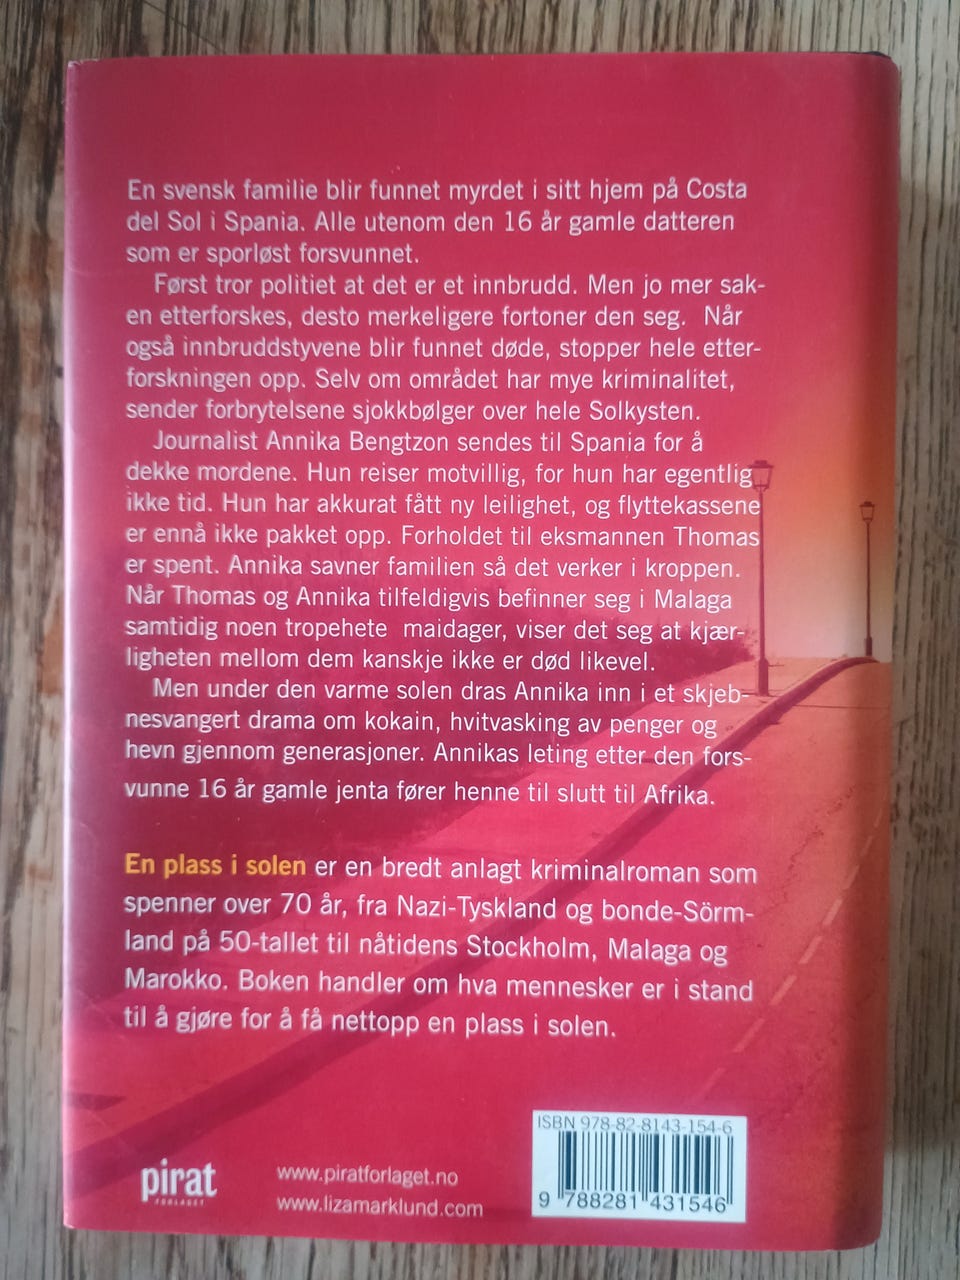 En svensk familie blir funnet myrdet i sitt hjem på Costa
del Sol i Spania. Alle utenom den 16 år gamle datteren
som er sporløst forsvunnet.
Først tror politiet at det er et innbrudd. Men jo mer sak-
en etterforskes, desto merkeligere fortoner den seg.  Når
også innbruddstyvene blir funnet døde, stopper hele etter-
forskningen opp. Selv om området har mye kriminalitet,
sender forbrytelsene sjokkbølger over hele Solkysten.
Journalist Annika Bengtzon sendes til Spania for å
dekke mordene. Hun reiser motvillig, for hun har egentlig
ikke tid. Hun har akkurat fått ny leilighet, og flyttekassene
er ennå ikke pakket opp. Forholdet til eksmannen Thomas
er spent. Annika savner familien så det verker i kroppen.
Når Thomas og Annika tilfeldigvis befinner seg i Malaga
samtidig noen tropehete  maidager, viser det seg at kjær-
ligheten mellom dem kanskje ikke er død likevel.
Men under den varme solen dras Annika inn i et skjeb-
nesvangert drama om kokain, hvitvasking av penger og
hevn gjennom generasjoner. Annikas leting etter den fors-
vunne 16 år gamle jenta fører henne til slutt til Afrika.
En plass i solen er en bredt anlagt kriminalroman som
spenner over 70 år, fra Nazi-Tyskland og bonde-Sörm-
land på 50-tallet til nåtidens Stockholm, Malaga og
Marokko. Boken handler om hva mennesker er i stand
til å gjøre for å få nettopp en plass i solen.
pirat
FORLAGET
www.piratforlaget.no
www.lizamarklund.com
ISBN 978-82-8143-154-6
9 788281 431546